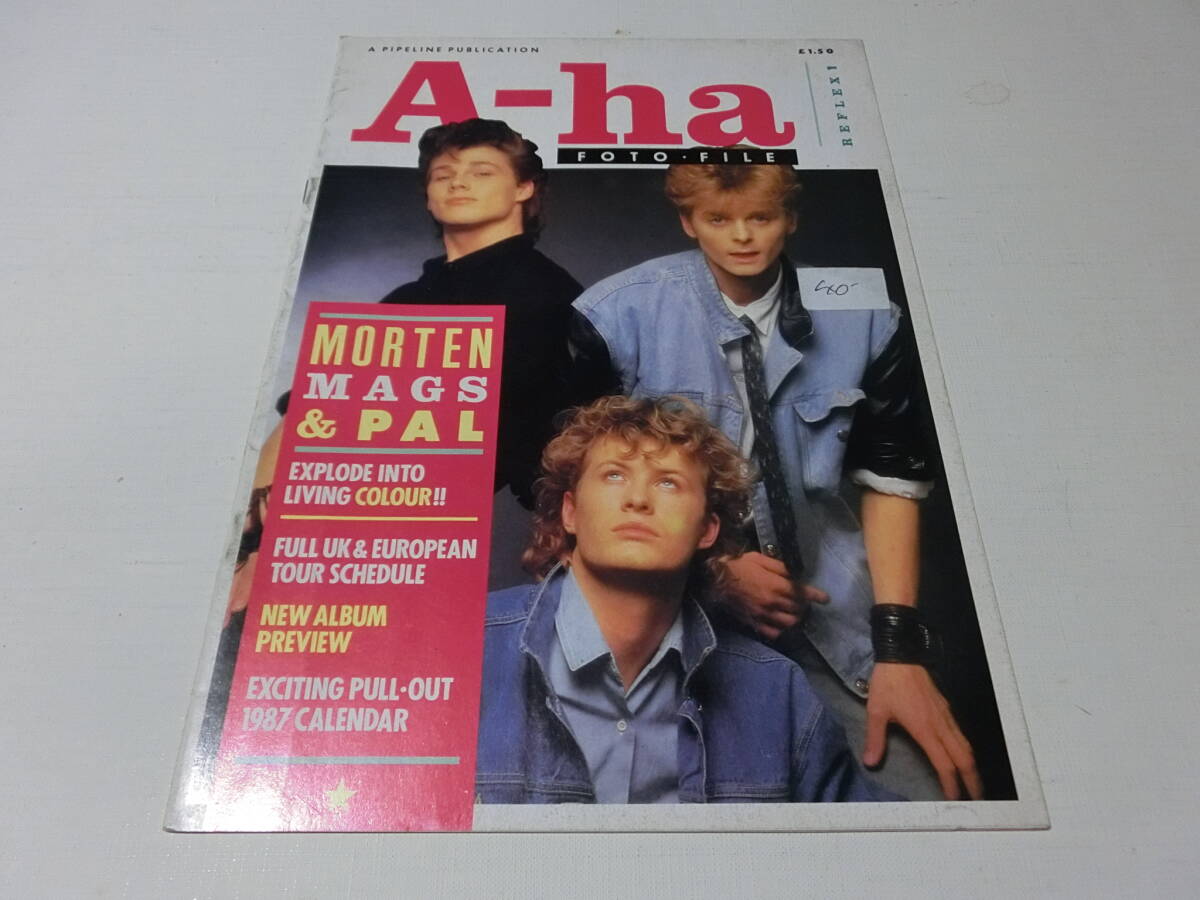 A PIPELINE PUBLICATION
£1.50
A-ha
FOTO·FILE
REFLEX 1
MORTEN
MAGS
& PAL
EXPLODE INTO
LIVING COLOUR!!
FULL UK & EUROPEAN
TOUR SCHEDULE
NEW ALBUM
PREVIEW
EXCITING PULL·OUT
1987 CALENDAR